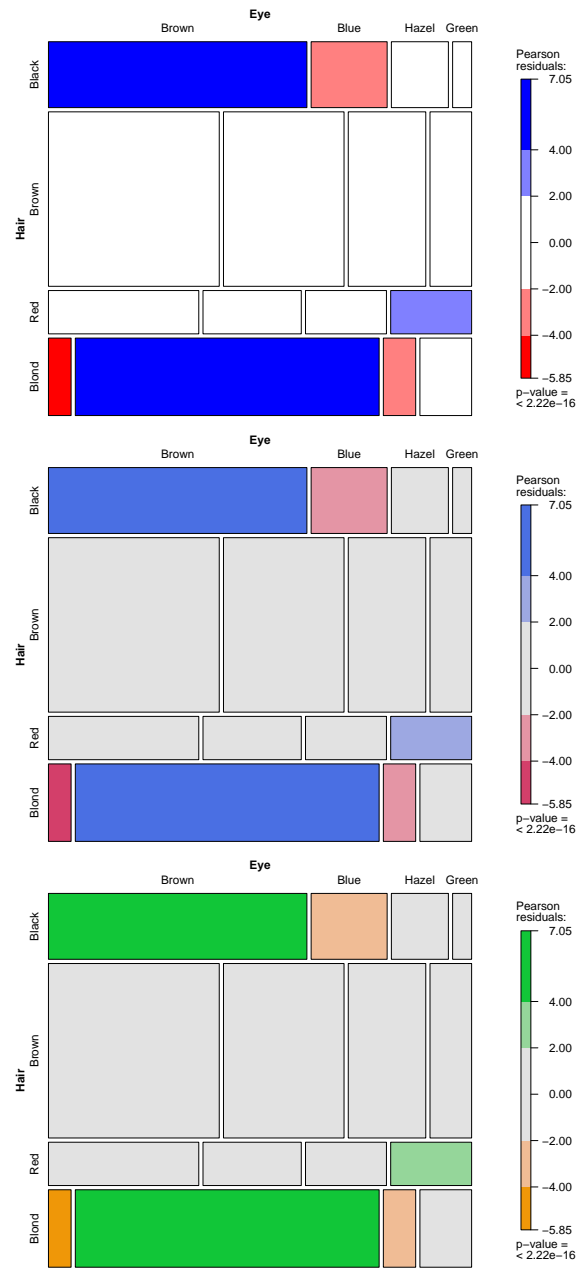 Eye
Brown Blue Hazel Green
Hair
Black
Brown
Red
Blond
Pearson
residuals:
7.05
4.00
2.00
0.00
−2.00
−4.00
−5.85
p−value =
< 2.22e−16
Eye
Brown Blue Hazel Green
Hair
Black
Brown
Red
Blond
Pearson
residuals:
7.05
4.00
2.00
0.00
−2.00
−4.00
−5.85
p−value =
< 2.22e−16
Eye
Brown Blue Hazel Green
Hair
Black
Brown
Red
Blond
Pearson
residuals:
7.05
4.00
2.00
0.00
−2.00
−4.00
−5.85
p−value =
< 2.22e−16